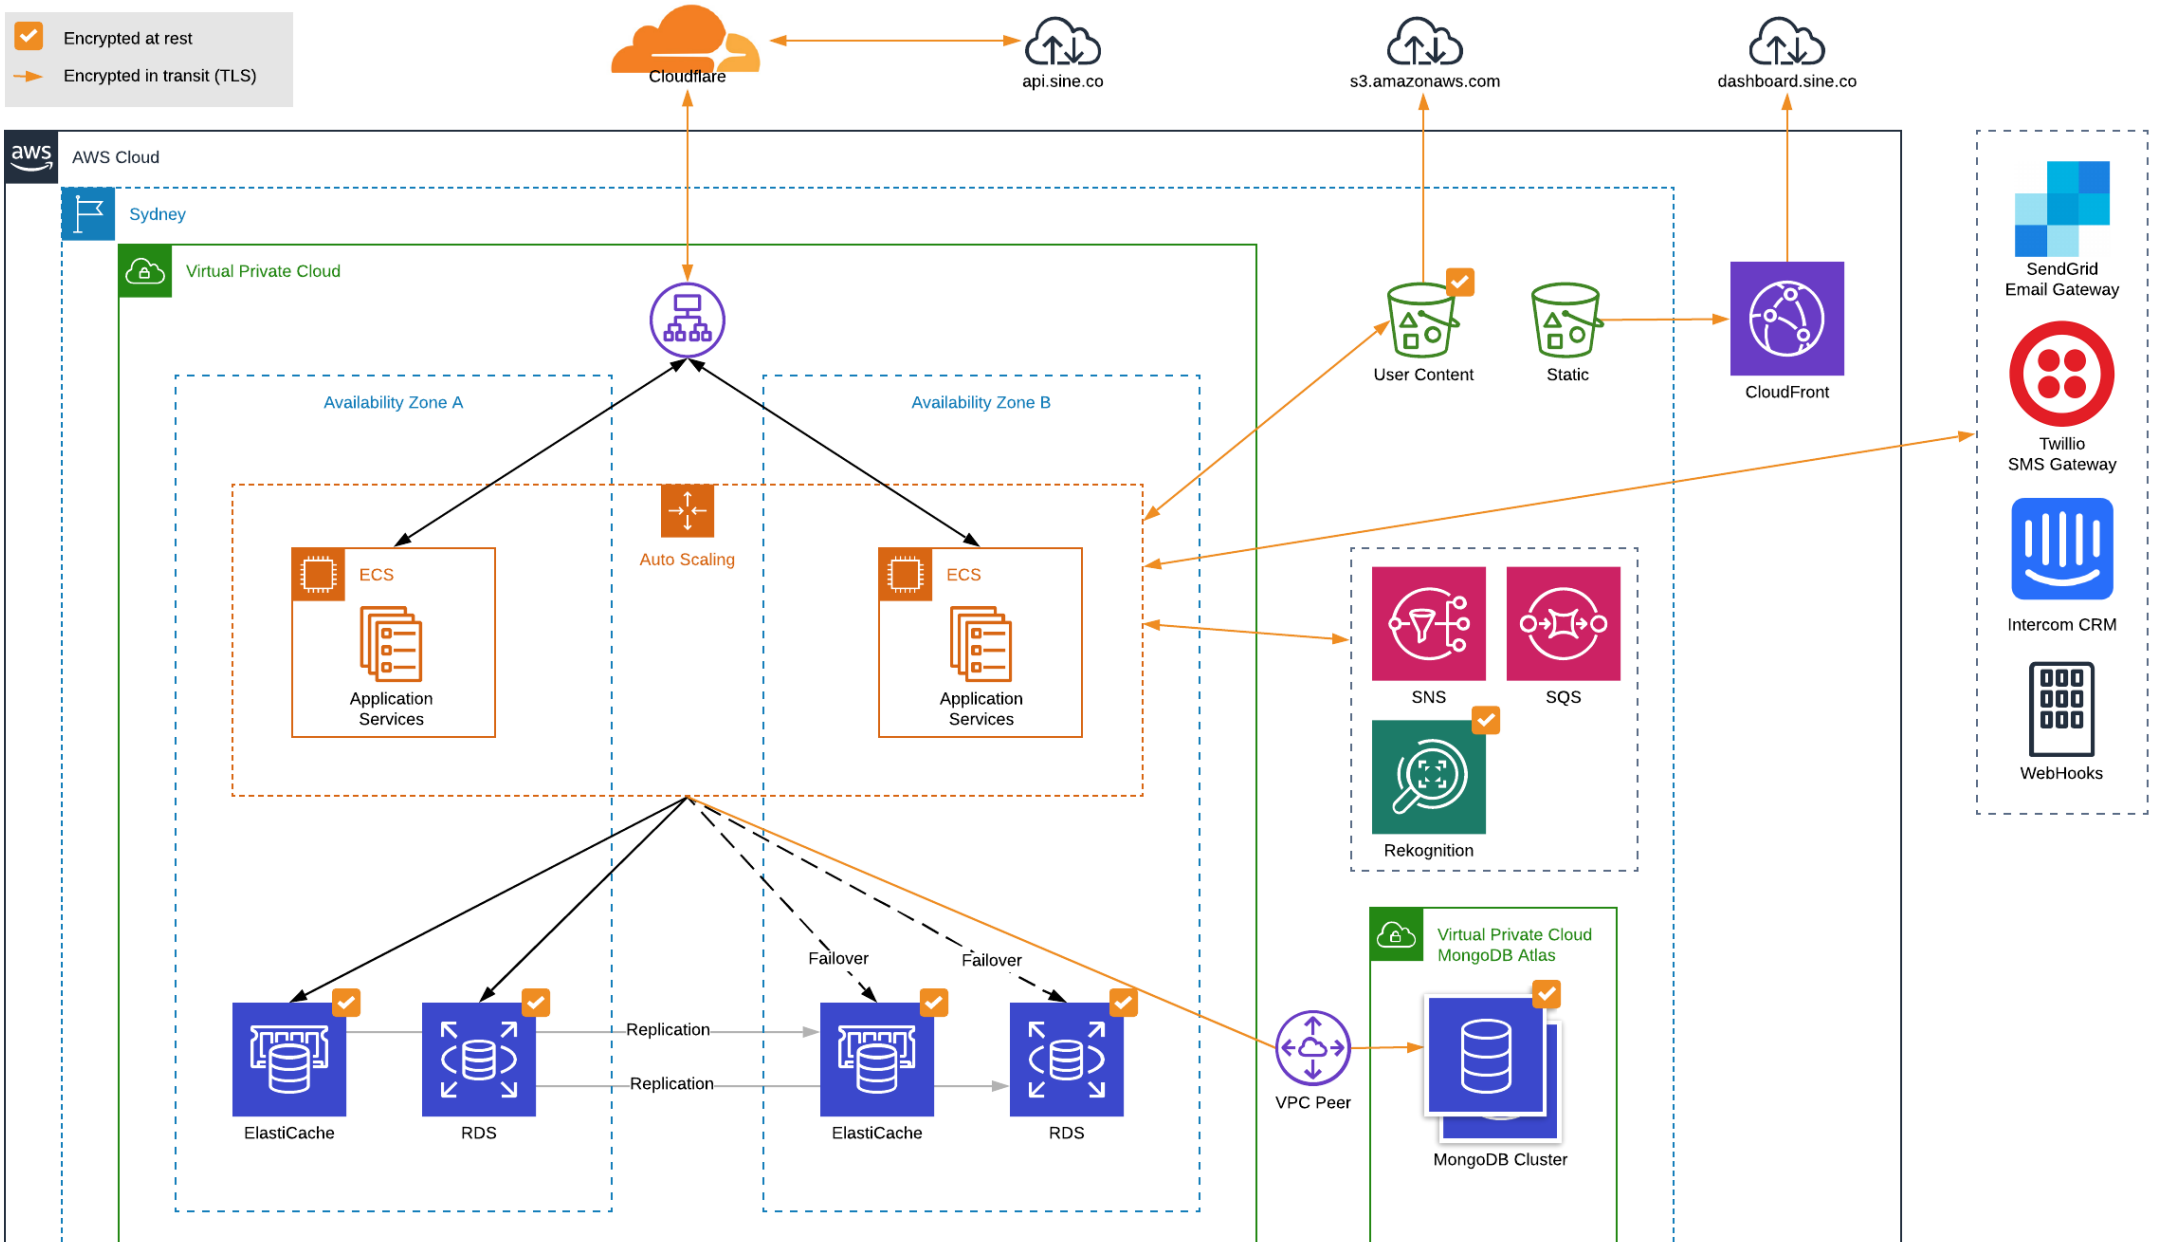 Encrypted at rest
Encrypted in transit (TLS)
Cloudflare
api.sine.co
s3.amazonaws.com
dashboard.sine.co
aws
AWS Cloud
Sydney
Virtual Private Cloud
Availability Zone A
Availability Zone B
Auto Scaling
ECS
Application
Services
ECS
Application
Services
User Content
Static
CloudFront
SendGrid
Email Gateway
Twillio
SMS Gateway
Intercom CRM
WebHooks
SNS
SQS
Rekognition
Failover
Failover
Replication
Replication
ElastiCache
RDS
ElastiCache
RDS
VPC Peer
Virtual Private Cloud
MongoDB Atlas
MongoDB Cluster